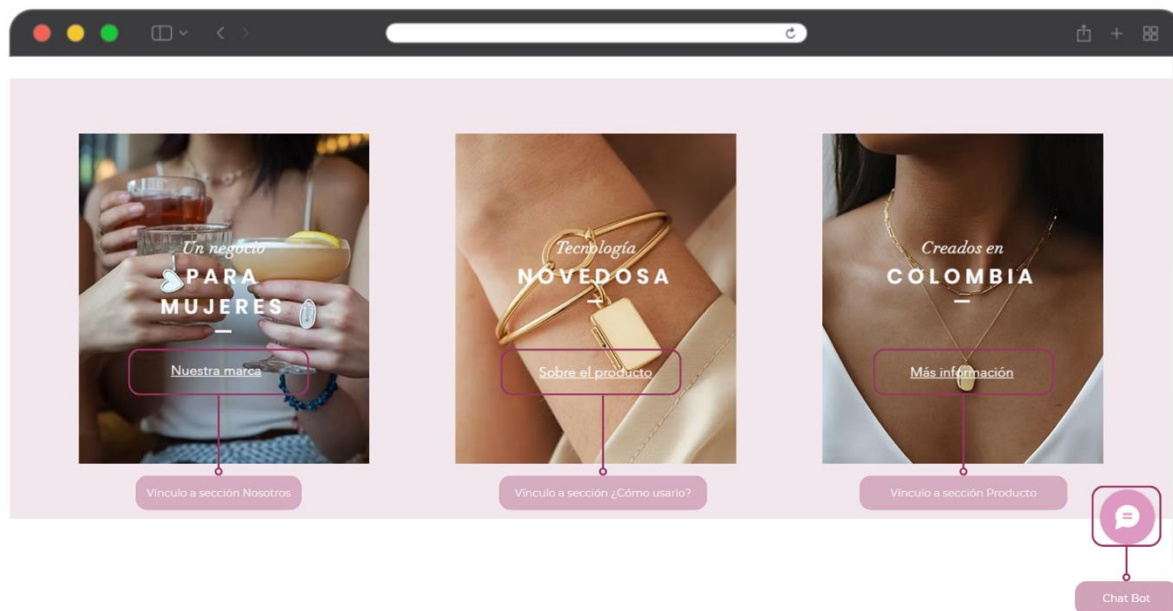 Un negocio
PARA
MUJERES
Nuestra marca
Vínculo a sección Nosotros
Tecnología
NOVEDOSA
Sobre el producto
Vínculo a sección ¿Cómo usarlo?
Creados en
COLOMBIA
Más información
Vínculo a sección Producto
Chat Bot